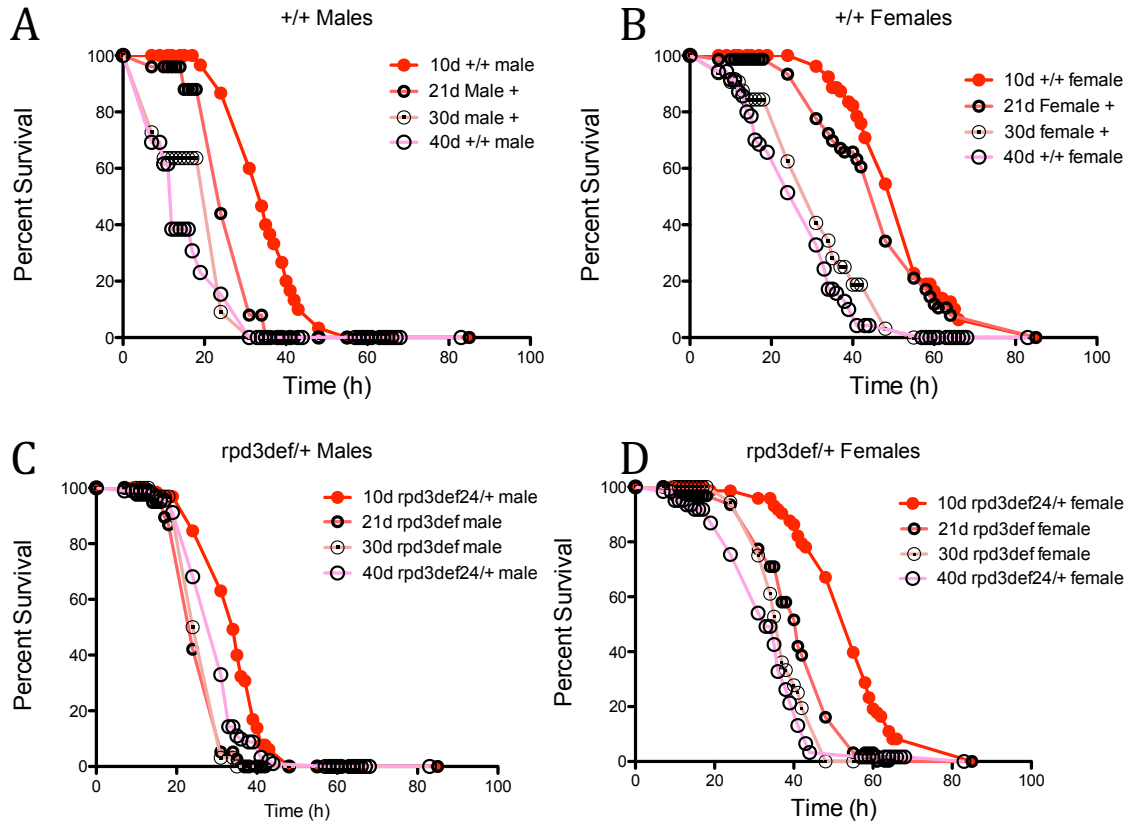 A
+/+ Males
100
80
60
40
20
0
0 20 40 60 80 100
Percent Survival
Time (h)
10d +/+ male
21d Male +
30d male +
40d +/+ male
B
+/+ Females
100
80
60
40
20
0
0 20 40 60 80 100
Percent Survival
Time (h)
10d +/+ female
21d Female +
30d female +
40d +/+ female
C
rpd3def/+ Males
100
80
60
40
20
0
0 20 40 60 80 100
Percent Survival
Time (h)
10d rpd3def24/+ male
21d rpd3def male
30d rpd3def male
40d rpd3def24/+ male
D
rpd3def/+ Females
100
80
60
40
20
0
0 20 40 60 80 100
Percent Survival
Time (h)
10d rpd3def24/+ female
21d rpd3def female
30d rpd3def female
40d rpd3def24/+ female